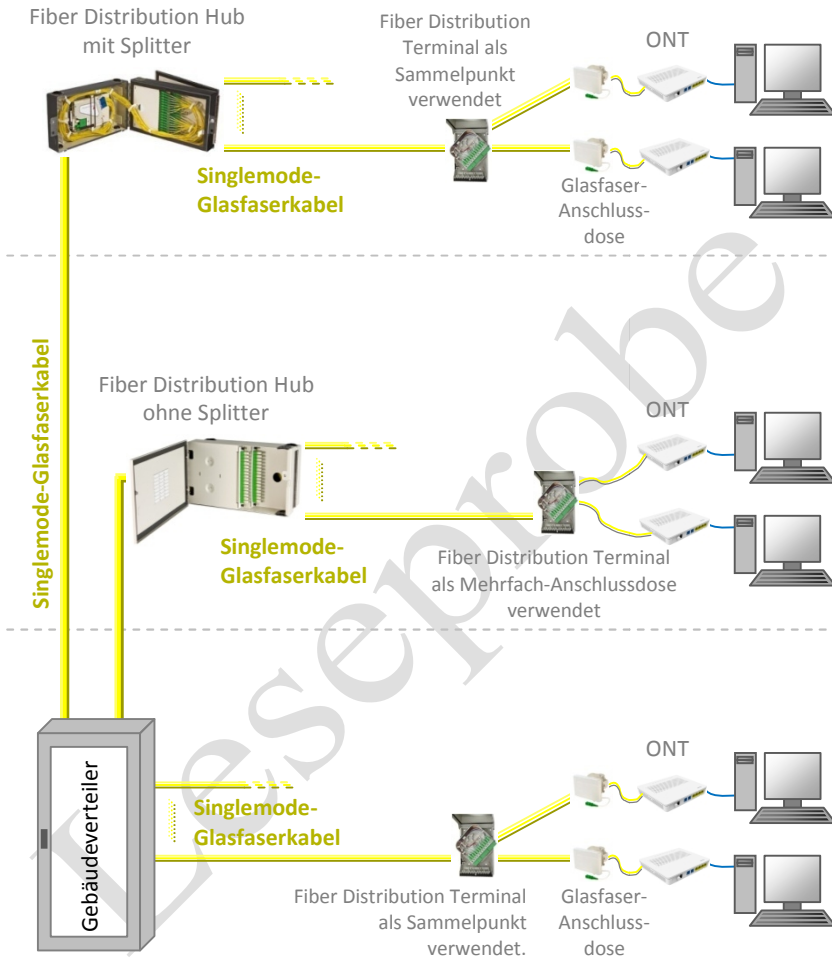 Fiber Distribution Hub
mit Splitter
Fiber Distribution
Terminal als
Sammelpunkt
verwendet
ONT
Singlemode-
Glasfaserkabel
Glasfaser-
Anschluss-
dose
Singlemode-Glasfaserkabel
Fiber Distribution Hub
ohne Splitter
ONT
Singlemode-
Glasfaserkabel
Fiber Distribution Terminal
als Mehrfach-Anschlussdose
verwendet
Leseprobe
Gebäudeverteiler
ONT
Singlemode-
Glasfaserkabel
Fiber Distribution Terminal
als Sammelpunkt
verwendet.
Glasfaser-
Anschluss-
dose